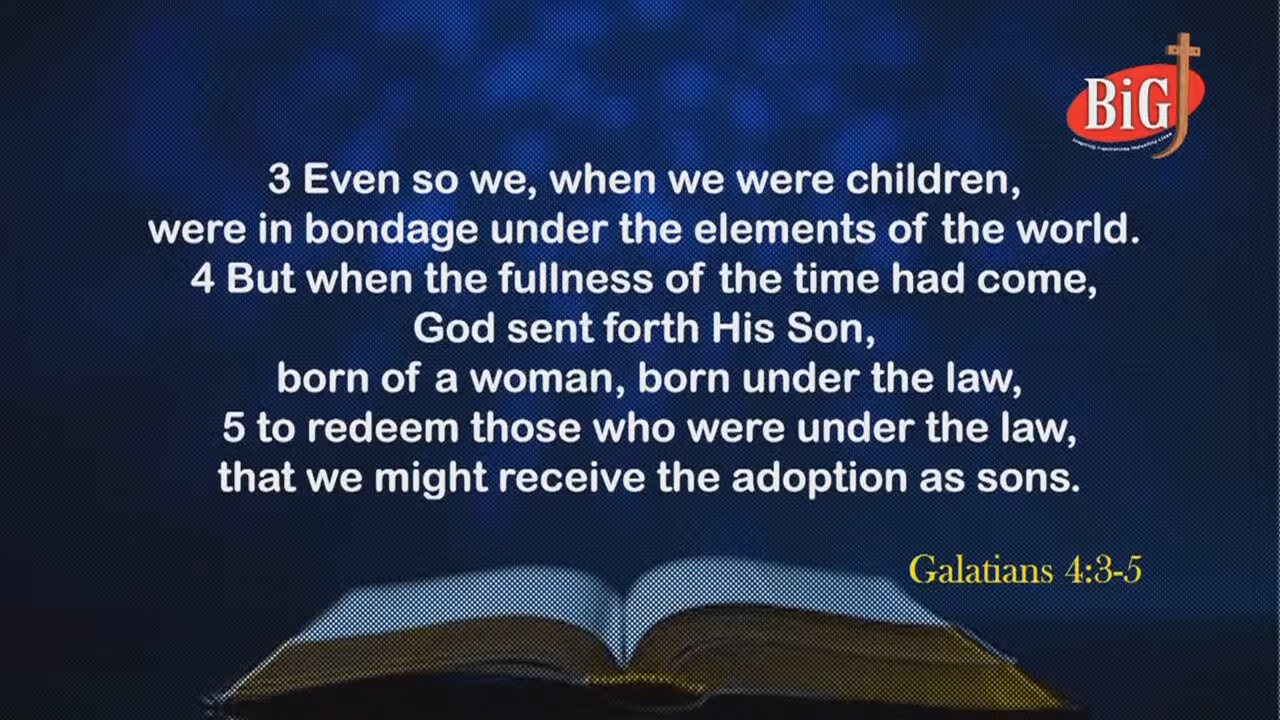 BiG
3 Even so we, when we were children,
were in bondage under the elements of the world.
4 But when the fullness of the time had come,
God sent forth His Son,
born of a woman, born under the law,
5 to redeem those who were under the law,
that we might receive the adoption as sons.
Galatians 4:3-5